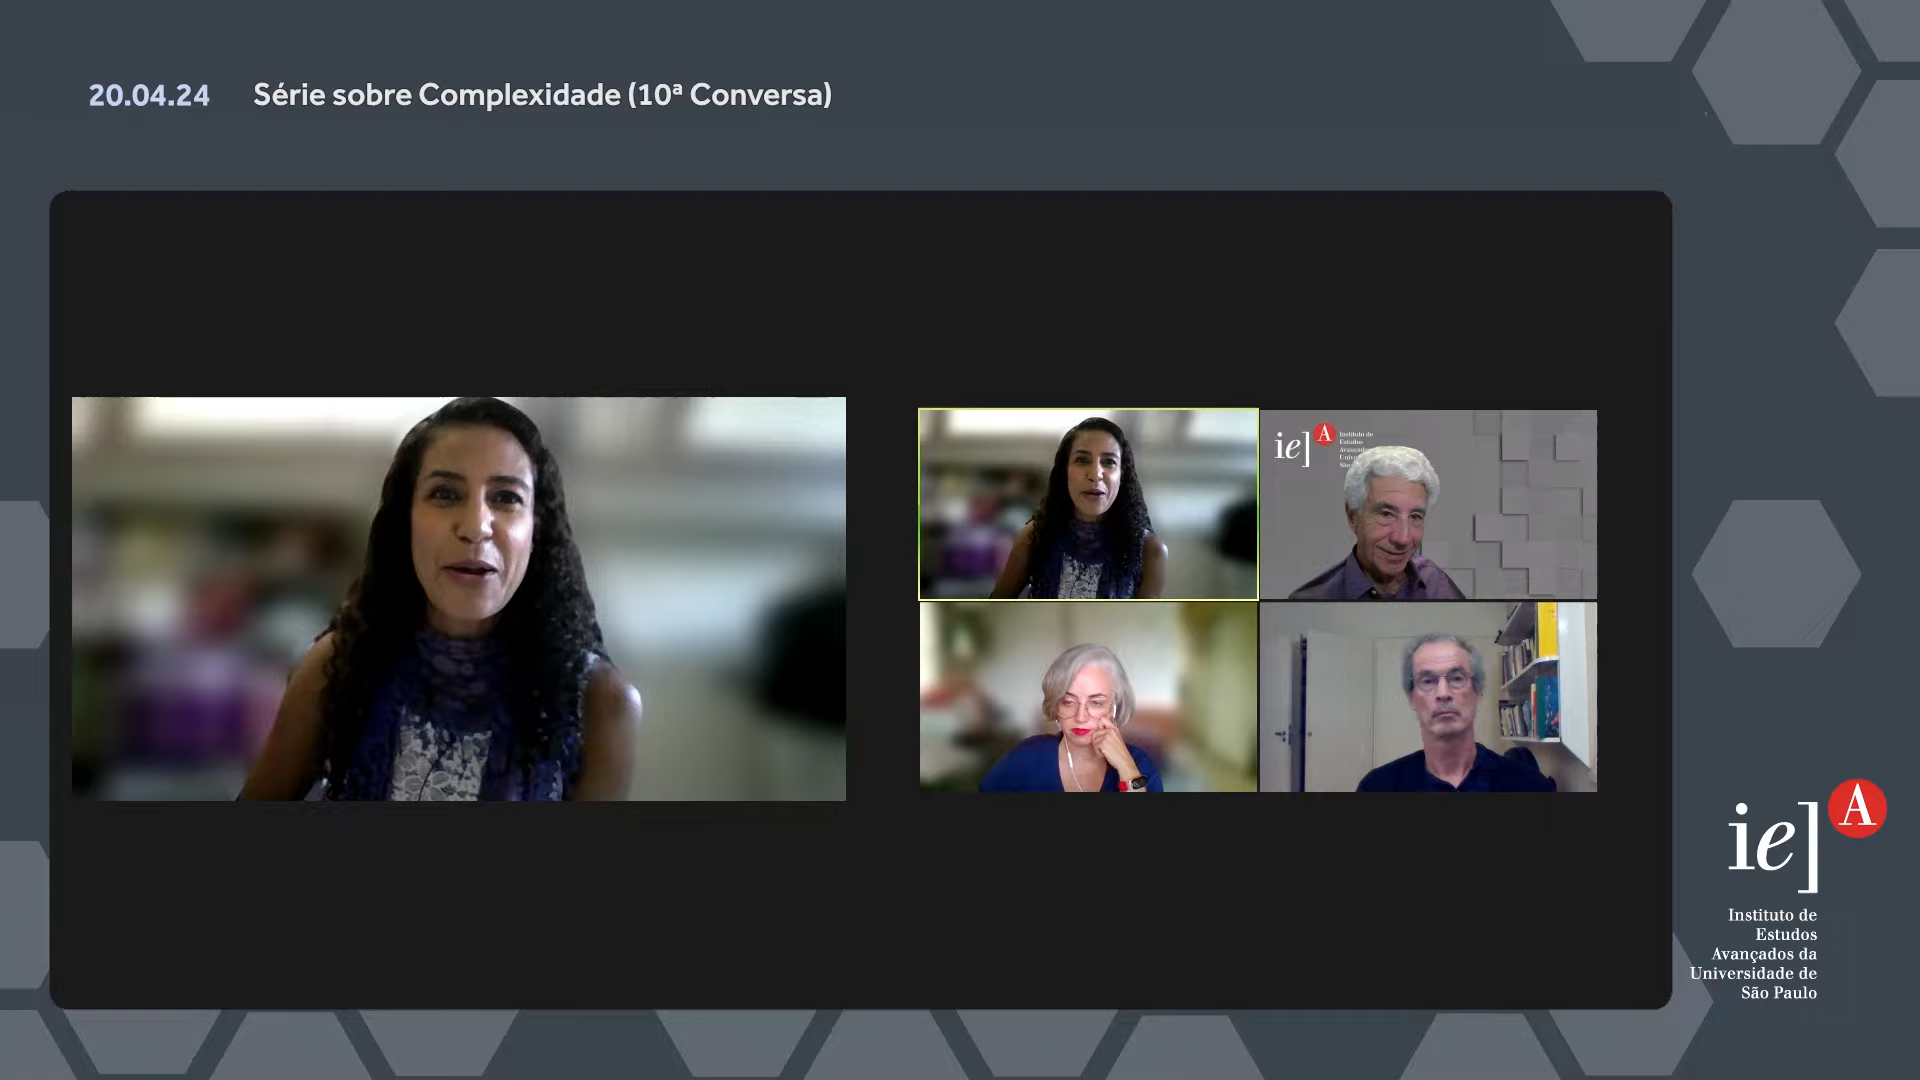 20.04.24 Série sobre Complexidade (10ª Conversa)
ie] A
Instituto de
Estudos
ie] A
Instituto de
Estudos
Avançados da
Universidade de
São Paulo